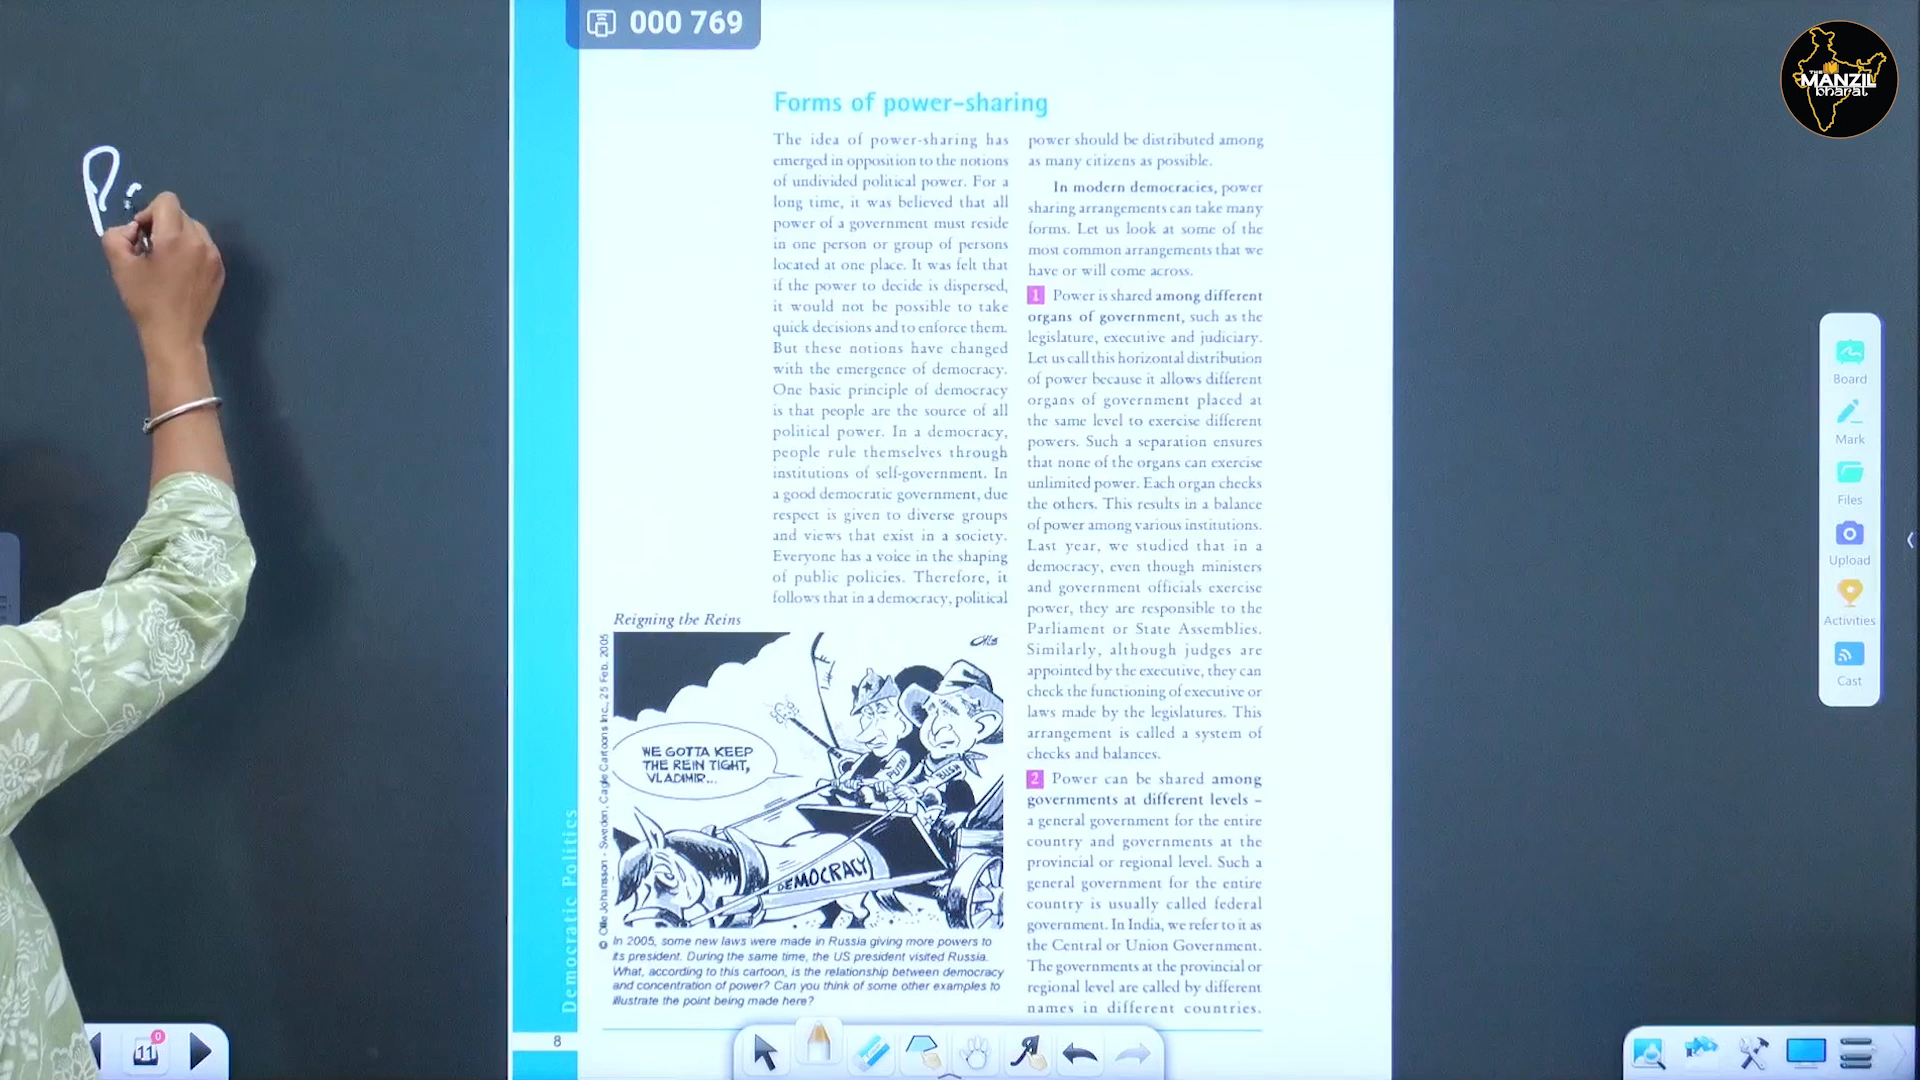 000 769
THE
MANZIL
bharat
Forms of power-sharing
The idea of power-sharing has
emerged in opposition to the notions
of undivided political power. For a
long time, it was believed that all
power of a government must reside
in one person or group of persons
located at one place. It was felt that
if the power to decide is dispersed,
it would not be possible to take
quick decisions and to enforce them.
But these notions have changed
with the emergence of democracy.
One basic principle of democracy
is that people are the source of all
political power. In a democracy,
people rule themselves through
institutions of self-government. In
a good democratic government, due
respect is given to diverse groups
and views that exist in a society.
Everyone has a voice in the shaping
of public policies. Therefore, it
follows that in a democracy, political
power should be distributed among
as many citizens as possible.
In modern democracies, power
sharing arrangements can take many
forms. Let us look at some of the
most common arrangements that we
have or will come across.
1 Power is shared among different
organs of government, such as the
legislature, executive and judiciary.
Let us call this horizontal distribution
of power because it allows different
organs of government placed at
the same level to exercise different
powers. Such a separation ensures
that none of the organs can exercise
unlimited power. Each organ checks
the others. This results in a balance
of power among various institutions.
Last year, we studied that in a
democracy, even though ministers
and government officials exercise
power, they are responsible to the
Parliament or State Assemblies.
Similarly, although judges are
appointed by the executive, they can
check the functioning of executive or
laws made by the legislatures. This
arrangement is called a system of
checks and balances.
2 Power can be shared among
governments at different levels –
a general government for the entire
country and governments at the
provincial or regional level. Such a
general government for the entire
country is usually called federal
government. In India, we refer to it as
the Central or Union Government.
The governments at the provincial or
regional level are called by different
names in different countries.
Reigning the Reins
© Olle Johansson - Sweden, Cagle Cartoons Inc., 25 Feb. 2005
WE GOTTA KEEP
THE REIN TIGHT,
VLADIMIR...
PUTIN
BUSH
DEMOCRACY
In 2005, some new laws were made in Russia giving more powers to
its president. During the same time, the US president visited Russia.
What, according to this cartoon, is the relationship between democracy
and concentration of power? Can you think of some other examples to
illustrate the point being made here?
Democratic Politics
8
Board
Mark
Files
Upload
Activities
Cast
11
0